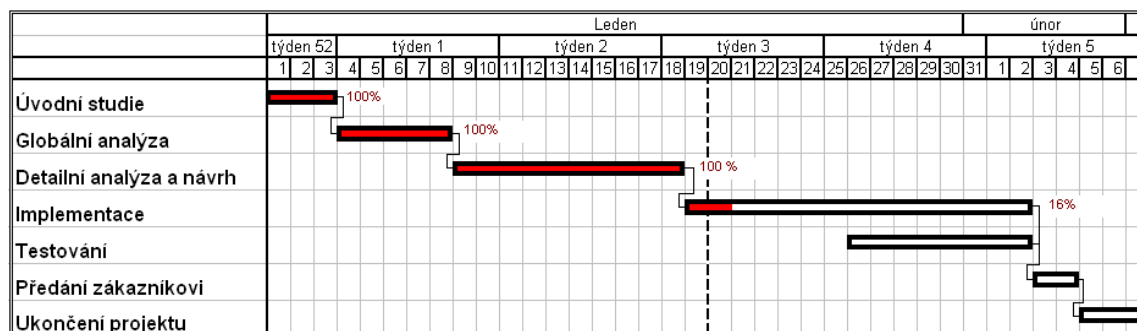 Leden únor
týden 52 týden 1 týden 2 týden 3 týden 4 týden 5
1 2 3 4 5 6 7 8 9 10 11 12 13 14 15 16 17 18 19 20 21 22 23 24 25 26 27 28 29 30 31 1 2 3 4 5 6
Úvodní studie 100%
Globální analýza 100%
Detailní analýza a návrh 100 %
Implementace 16%
Testování
Předání zákazníkovi
Ukončení projektu